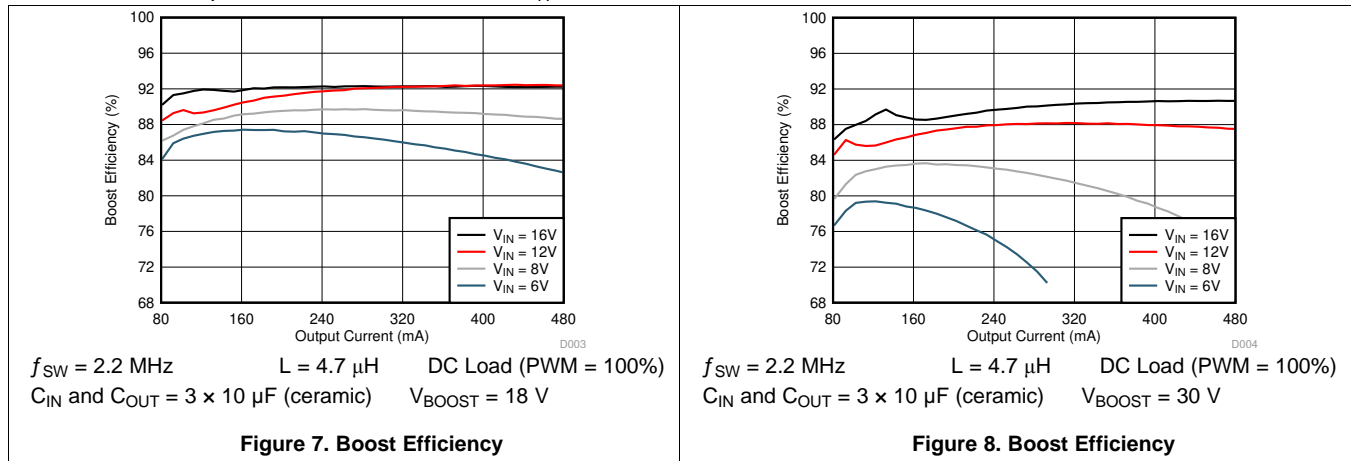 100
96
92
88
84
80
76
72
68
Boost Efficiency (%)
80 160 240 320 400 480
Output Current (mA)
V_IN = 16V
V_IN = 12V
V_IN = 8V
V_IN = 6V
D003
ƒ_SW = 2.2 MHz L = 4.7 μH DC Load (PWM = 100%)
C_IN and C_OUT = 3 × 10 μF (ceramic) V_BOOST = 18 V
Figure 7. Boost Efficiency
100
96
92
88
84
80
76
72
68
Boost Efficiency (%)
80 160 240 320 400 480
Output Current (mA)
V_IN = 16V
V_IN = 12V
V_IN = 8V
V_IN = 6V
D004
ƒ_SW = 2.2 MHz L = 4.7 μH DC Load (PWM = 100%)
C_IN and C_OUT = 3 × 10 μF (ceramic) V_BOOST = 30 V
Figure 8. Boost Efficiency